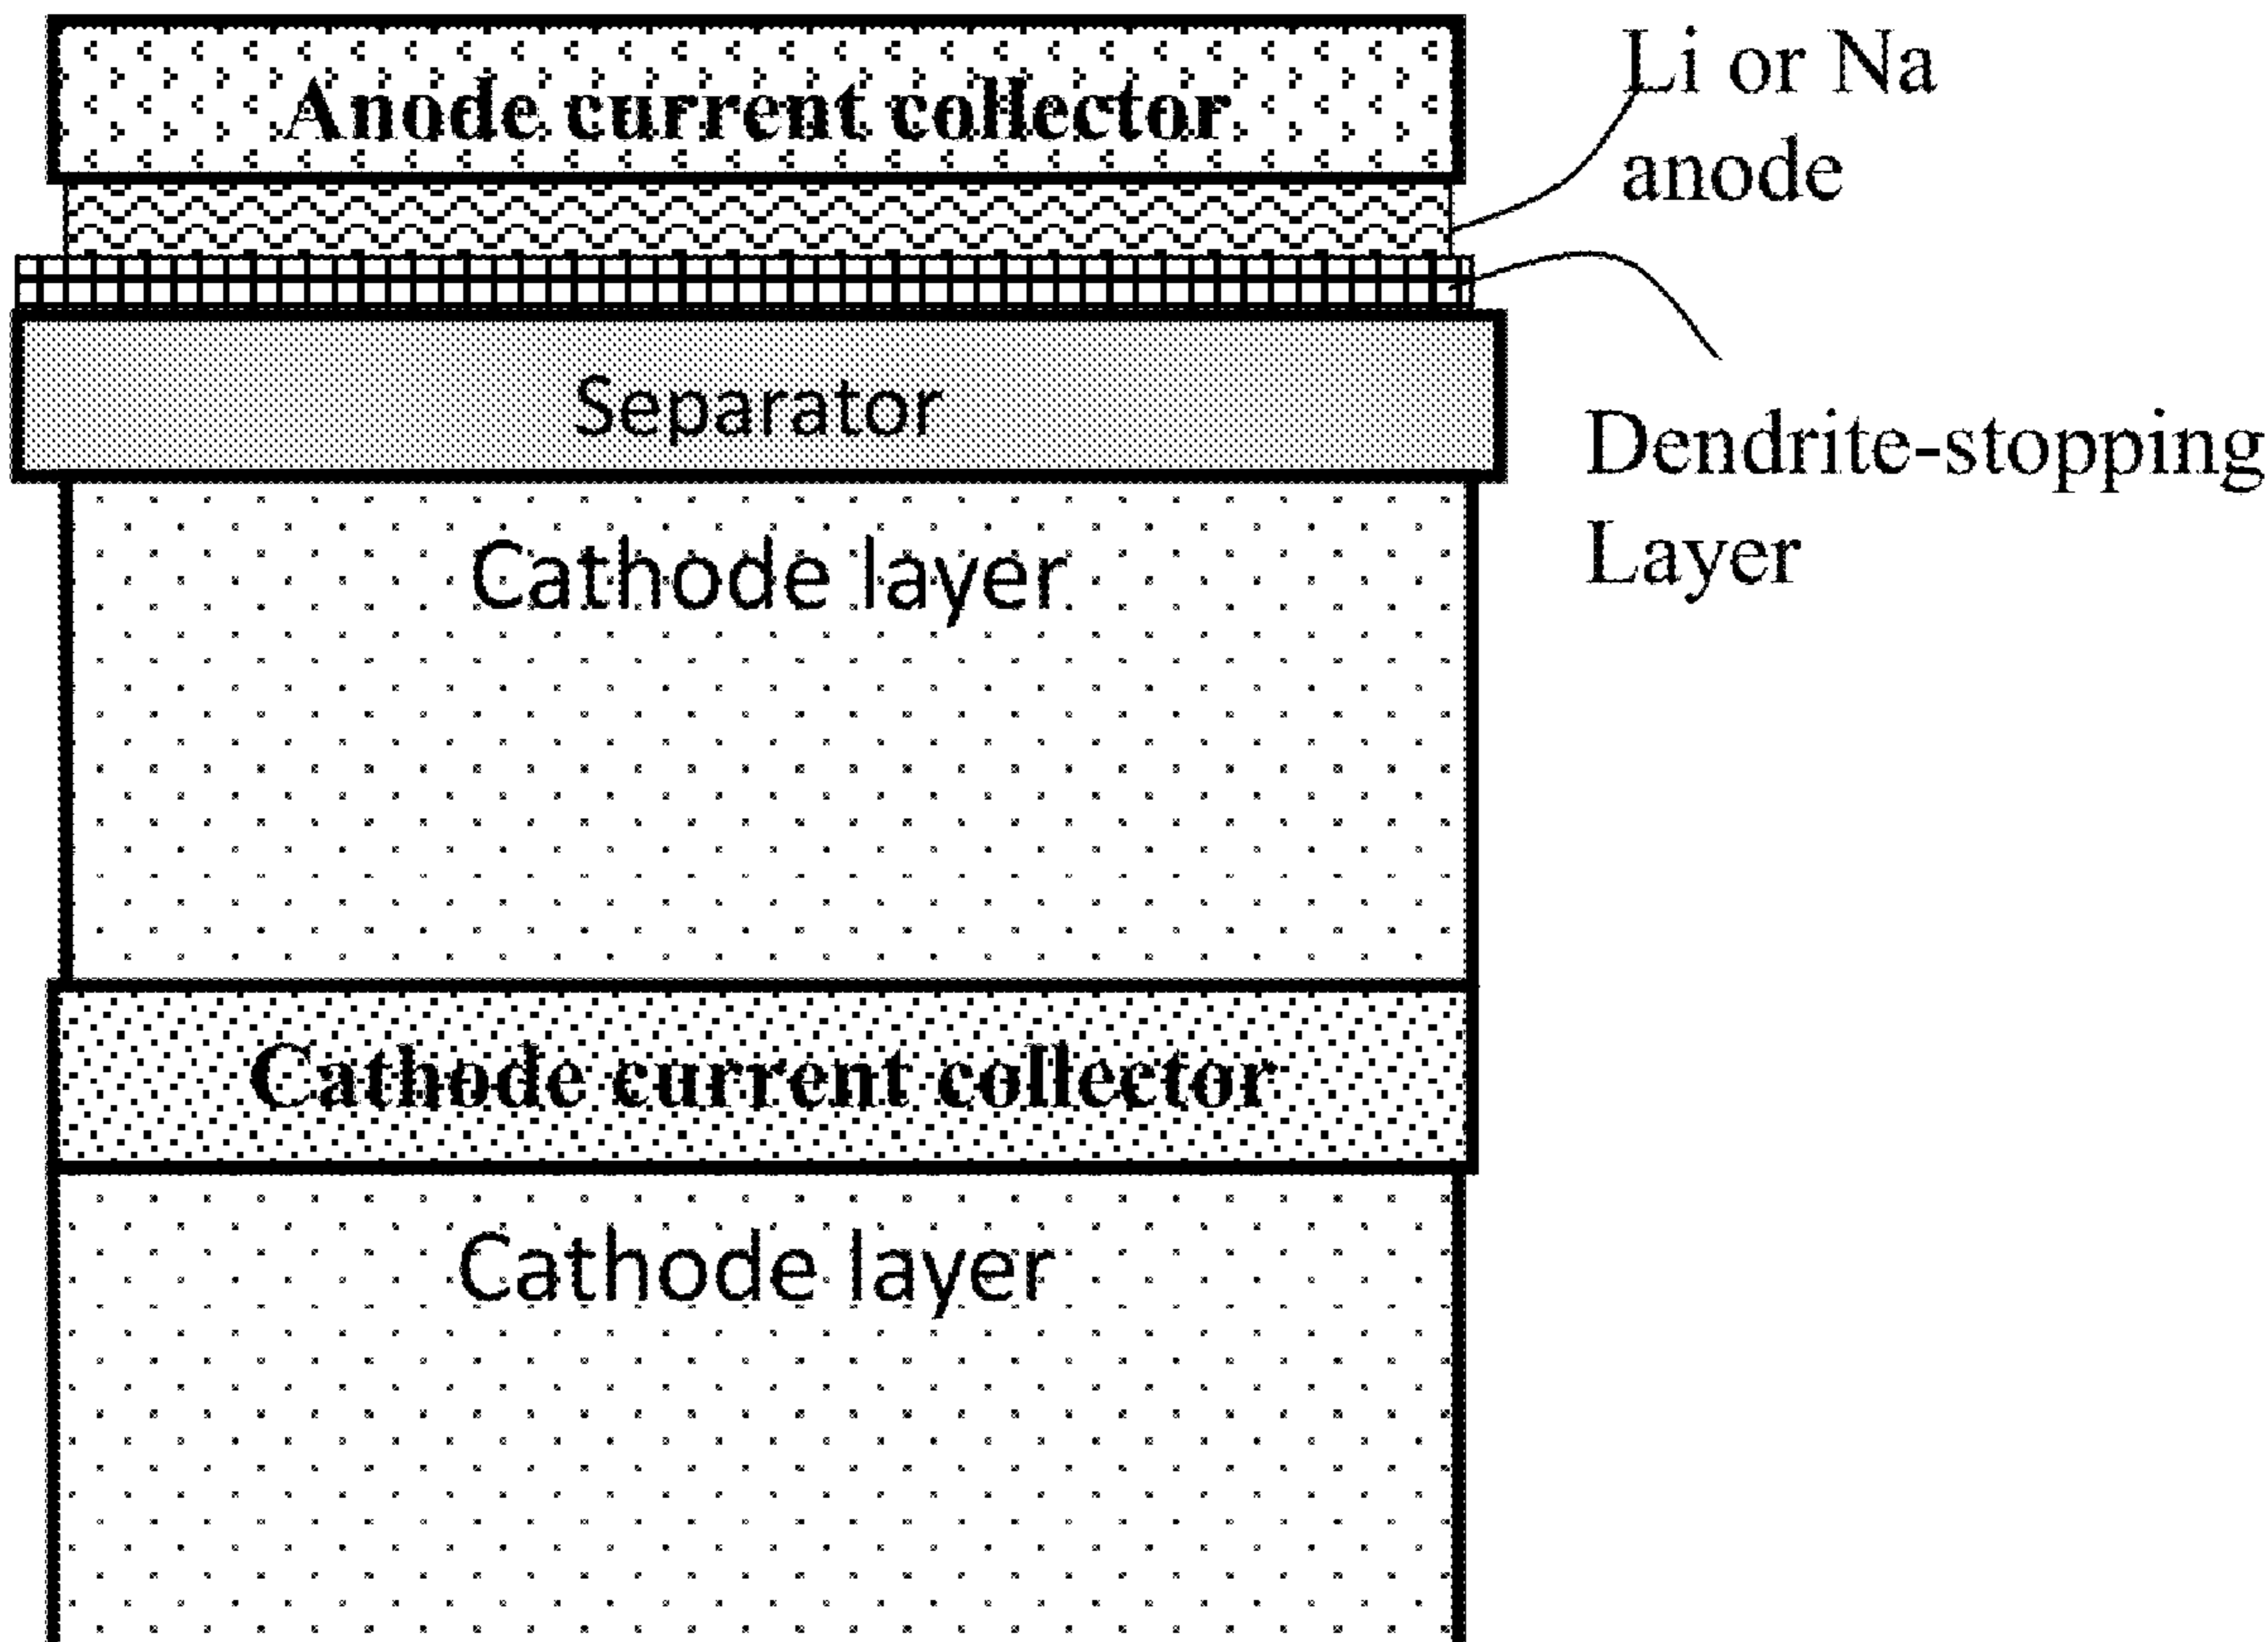 Anode current collector
Li or Na
anode
Separator
Dendrite-stopping
Layer
Cathode layer
Cathode current collector
Cathode layer